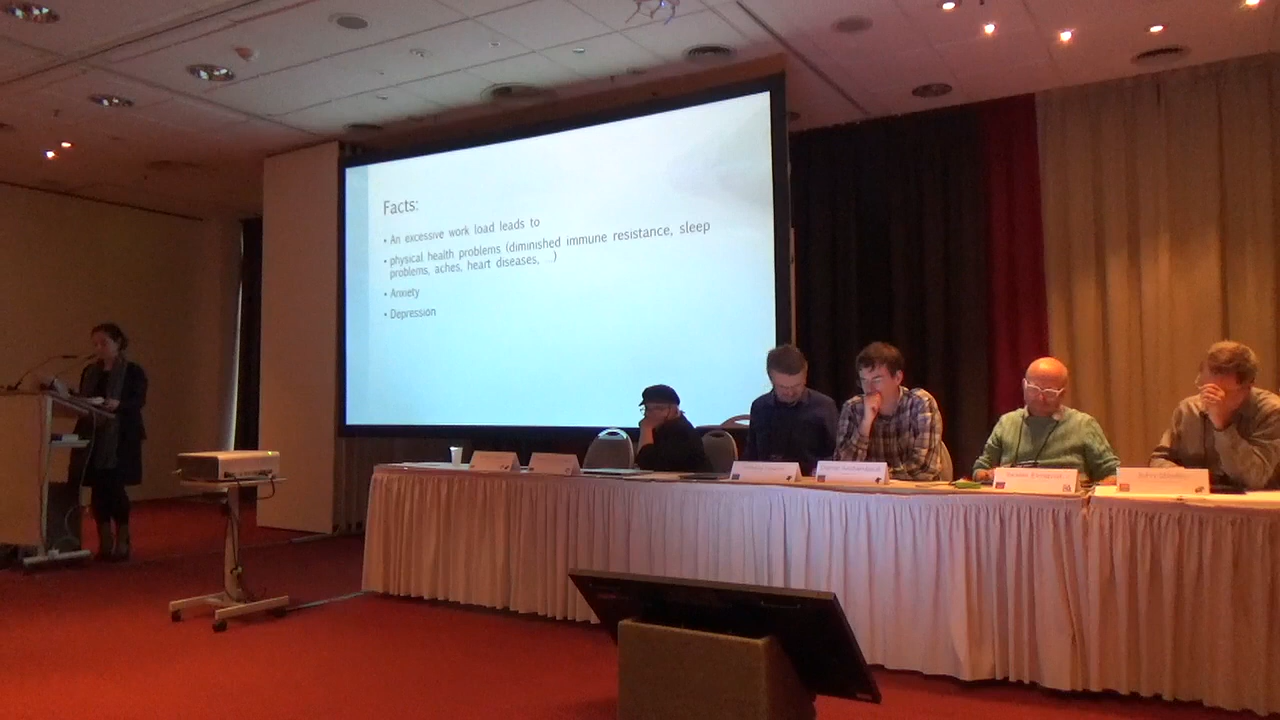 Facts:
• An excessive work load leads to
• physical health problems (diminished immune resistance, sleep
problems, aches, heart diseases, ...)
• Anxiety
• Depression